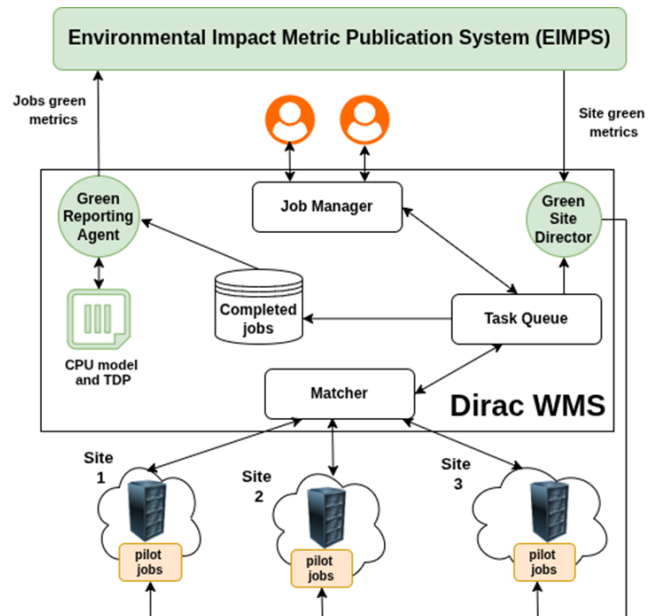 Environmental Impact Metric Publication System (EIMPS)
Jobs green
metrics
Site green
metrics
Green
Reporting
Agent
Job Manager
Green
Site
Director
Completed
jobs
Task Queue
CPU model
and TDP
Matcher
Dirac WMS
Site
1
Site
2
Site
3
pilot
jobs
pilot
jobs
pilot
jobs